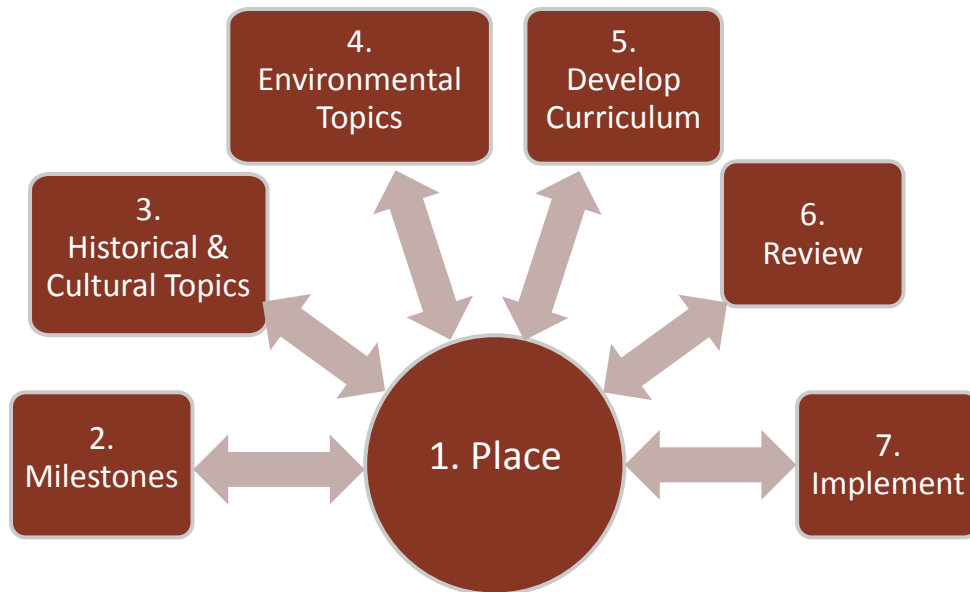 1. Place
2.
Milestones
3.
Historical &
Cultural Topics
4.
Environmental
Topics
5.
Develop
Curriculum
6.
Review
7.
Implement